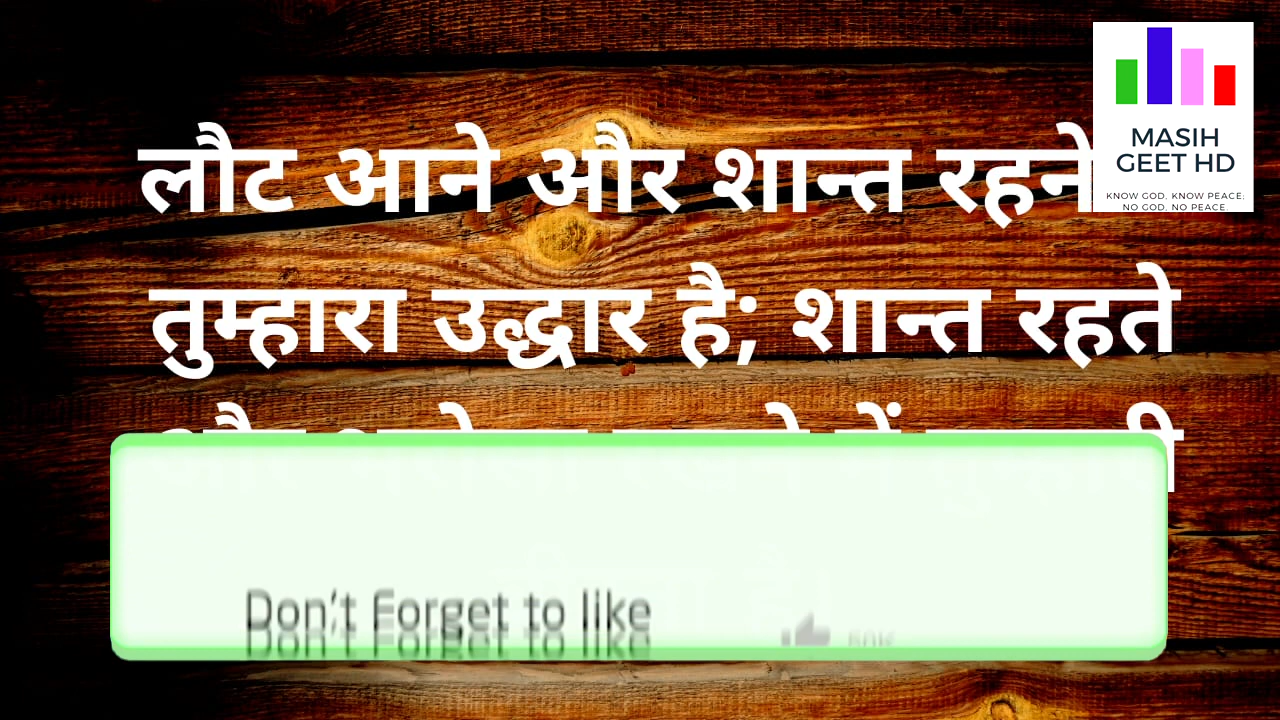 लौट आने और शान्त रहने
तुम्हारा उद्धार है; शान्त रहते
MASIH
GEET HD
KNOW GOD, KNOW PEACE;
NO GOD, NO PEACE.
Don't Forget to like
50K